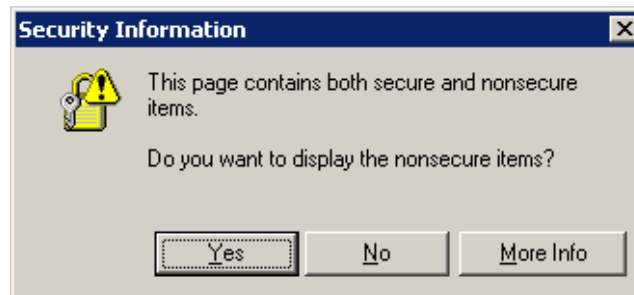 Security Information
This page contains both secure and nonsecure
items.
Do you want to display the nonsecure items?
Yes
No
More Info